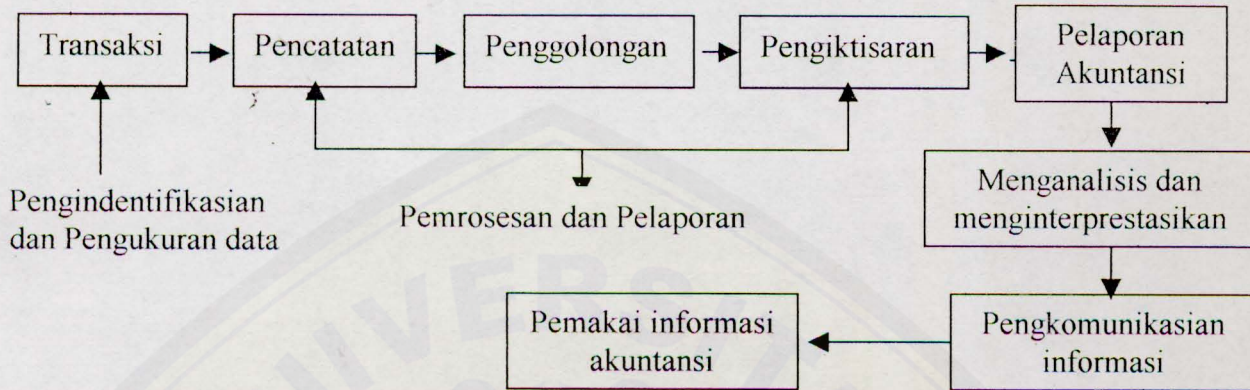 Transaksi
Pencatatan
Penggolongan
Pengiktisaran
Pelaporan
Akuntansi
Pengindentifikasian
dan Pengukuran data
Pemrosesan dan Pelaporan
Menganalisis dan
menginterprestasikan
Pengkomunikasian
informasi
Pemakai informasi
akuntansi